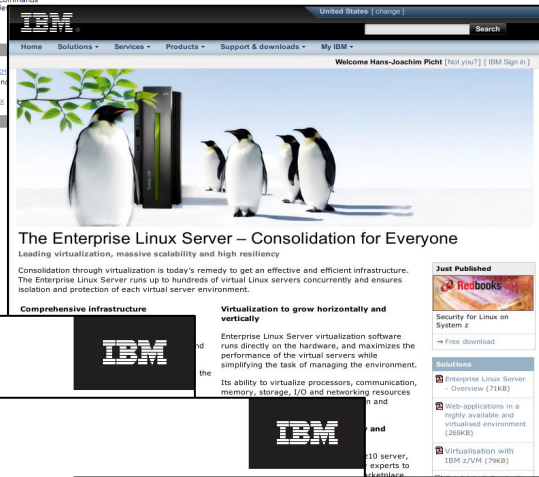 United States [ change ]
IBM®
Search
Home Solutions Services Products Support & downloads My IBM
Welcome Hans-Joachim Picht [Not you?] [ IBM Sign in ]
The Enterprise Linux Server – Consolidation for Everyone
Leading virtualization, massive scalability and high resiliency
Consolidation through virtualization is today's remedy to get an effective and efficient infrastructure.
The Enterprise Linux Server runs up to hundreds of virtual Linux servers concurrently and ensures
isolation and protection of each virtual server environment.
Comprehensive infrastructure
the
IBM
Virtualization to grow horizontally and
vertically
Enterprise Linux Server virtualization software
runs directly on the hardware, and maximizes the
performance of the virtual servers while
simplifying the task of managing the environment.
Its ability to virtualize processors, communication,
memory, storage, I/O and networking resources
and
and
z10 server,
experts to
IBM
Just Published
Redbooks
Security for Linux on
System z
→ Free download
Solutions
Enterprise Linux Server
- Overview (71KB)
Web-applications in a
highly available and
virtualised environment
(265KB)
Virtualisation with
IBM z/VM (79KB)